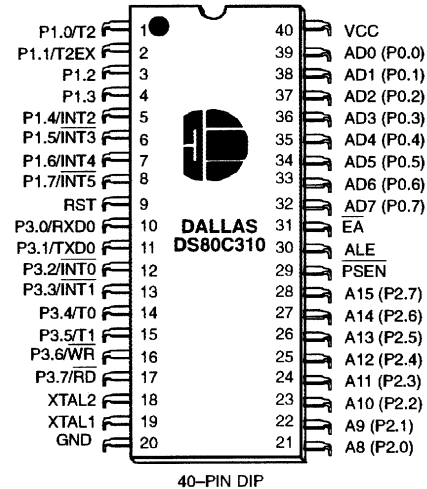 P1.0/T2 1 40 VCC
P1.1/T2EX 2 39 AD0 (P0.0)
P1.2 3 38 AD1 (P0.1)
P1.3 4 37 AD2 (P0.2)
P1.4/INT2 5 36 AD3 (P0.3)
P1.5/INT3 6 35 AD4 (P0.4)
P1.6/INT4 7 34 AD5 (P0.5)
P1.7/INT5 8 33 AD6 (P0.6)
RST 9 32 AD7 (P0.7)
P3.0/RXD0 10 DALLAS 31 EA
P3.1/TXD0 11 DS80C310 30 ALE
P3.2/INT0 12 29 PSEN
P3.3/INT1 13 28 A15 (P2.7)
P3.4/T0 14 27 A14 (P2.6)
P3.5/T1 15 26 A13 (P2.5)
P3.6/WR 16 25 A12 (P2.4)
P3.7/RD 17 24 A11 (P2.3)
XTAL2 18 23 A10 (P2.2)
XTAL1 19 22 A9 (P2.1)
GND 20 21 A8 (P2.0)
40–PIN DIP